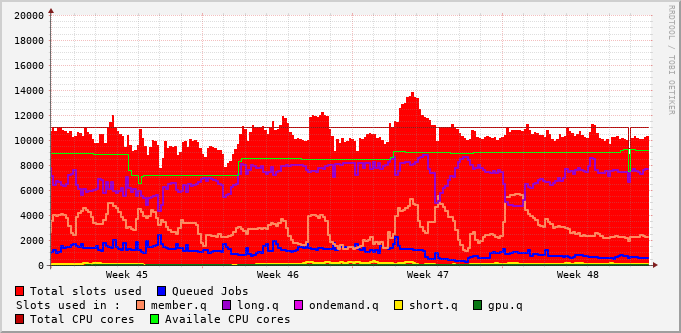 20000
18000
16000
14000
12000
10000
8000
6000
4000
2000
0
Week 45 Week 46 Week 47 Week 48
Total slots used Queued Jobs
Slots used in : member.q long.q ondemand.q short.q gpu.q
Total CPU cores Availale CPU cores
RRDTOOL / TOBI OETIKER